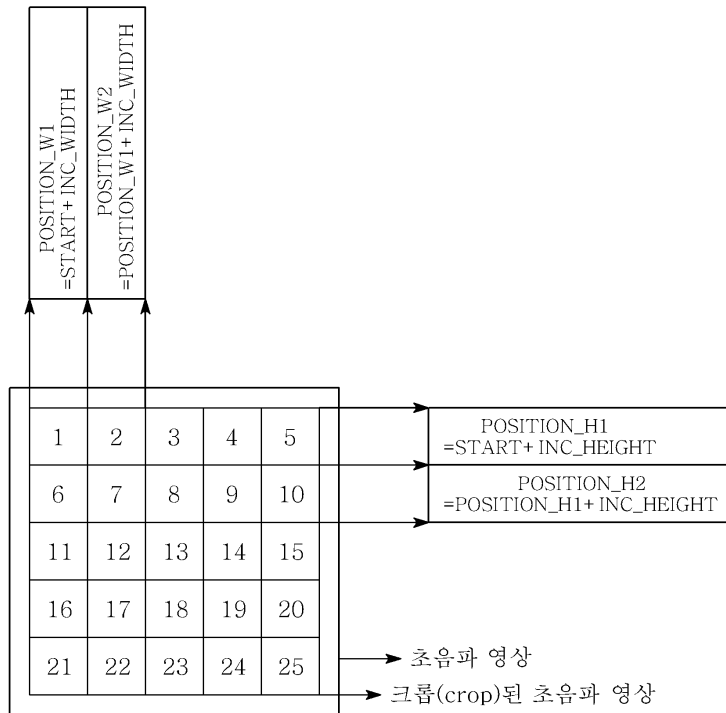 POSITION_W1
=START+INC_WIDTH
POSITION_W2
=POSITION_W1+INC_WIDTH
1 2 3 4 5
POSITION_H1
=START+INC_HEIGHT
6 7 8 9 10
POSITION_H2
=POSITION_H1+INC_HEIGHT
11 12 13 14 15
16 17 18 19 20
21 22 23 24 25
초음파 영상
크롭(crop)된 초음파 영상